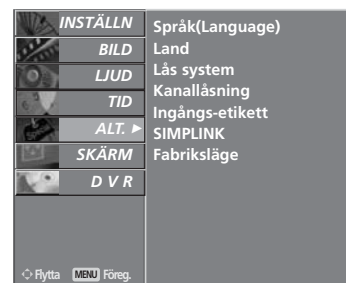 INSTÄLLN
BILD
LJUD
TID
ALT. ►
SKÄRM
D V R
Flytta MENU Föreg.
Språk(Language)
Land
Lås system
Kanallåsning
Ingångs-etikett
SIMPLINK
Fabriksläge